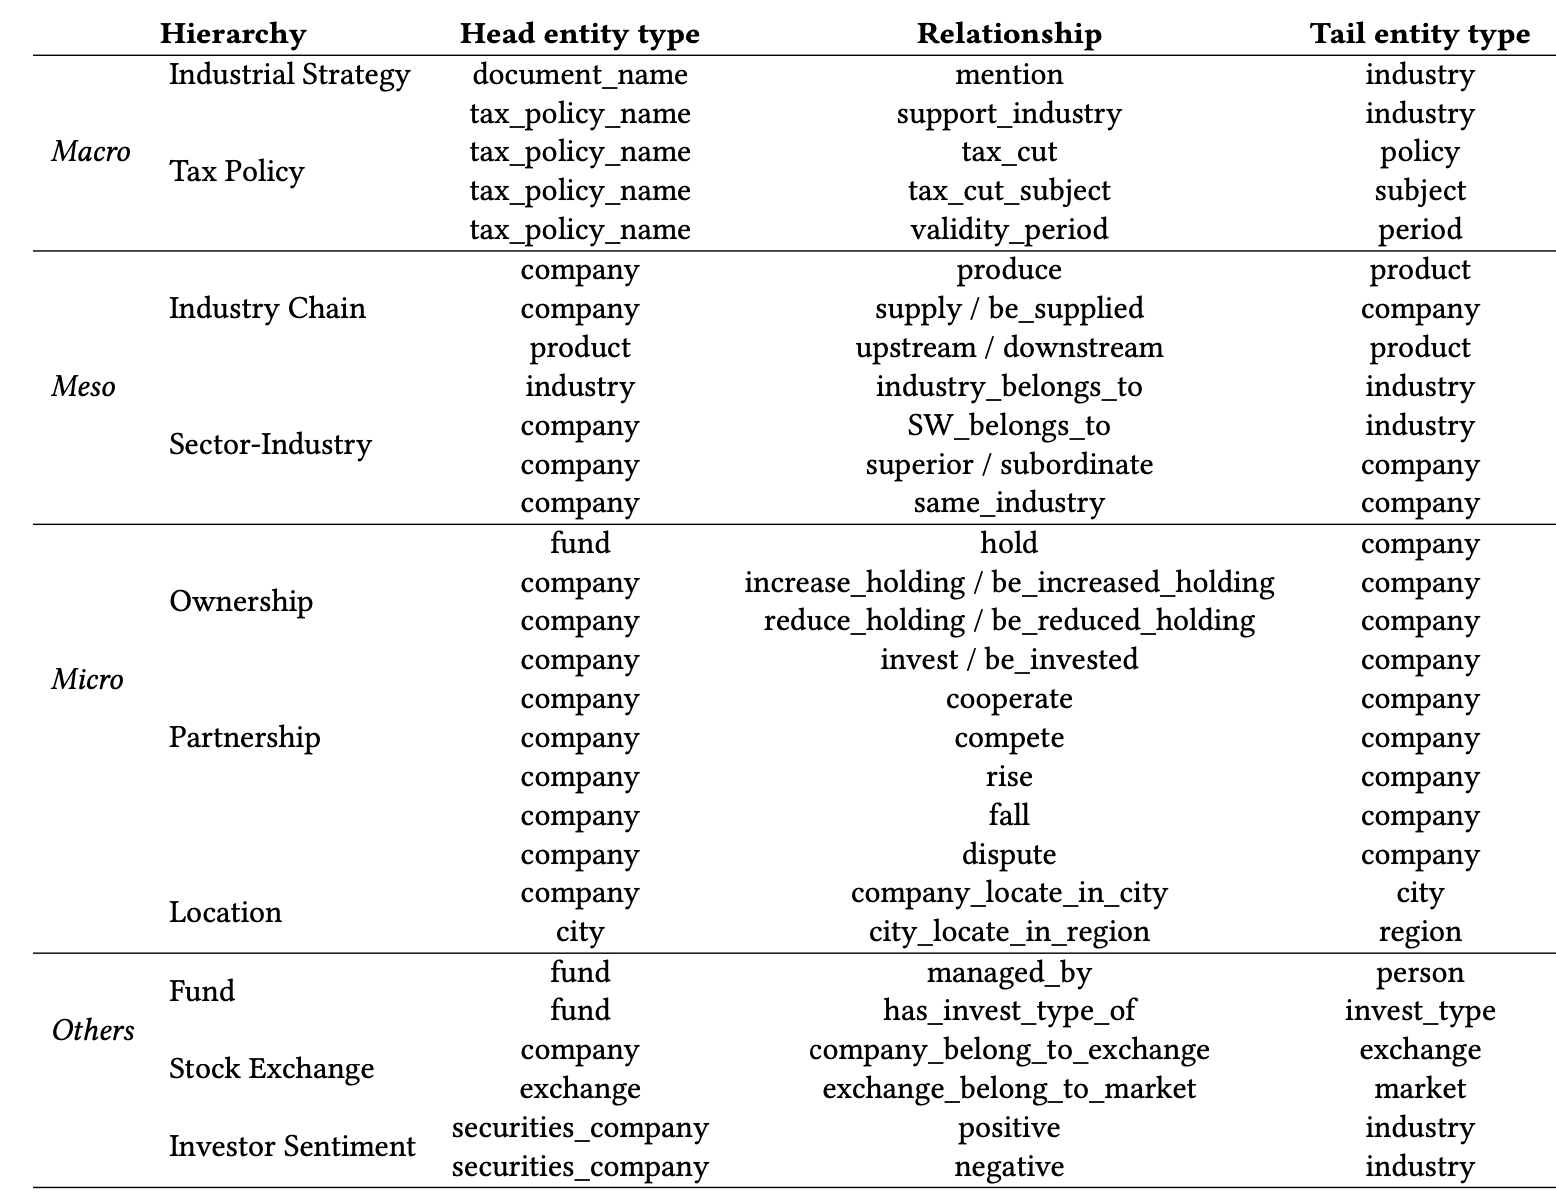 Hierarchy Head entity type Relationship Tail entity type
Industrial Strategy document_name mention industry
tax_policy_name support_industry industry
Macro tax_policy_name tax_cut policy
Tax Policy
tax_policy_name tax_cut_subject subject
tax_policy_name validity_period period
company produce product
Industry Chain company supply / be_supplied company
product upstream / downstream product
Meso industry industry_belongs_to industry
company SW_belongs_to industry
Sector-Industry
company superior / subordinate company
company same_industry company
fund hold company
company increase_holding / be_increased_holding company
Ownership
company reduce_holding / be_reduced_holding company
company invest / be_invested company
Micro
company cooperate company
Partnership company compete company
company rise company
company fall company
company dispute company
company company_locate_in_city city
Location
city city_locate_in_region region
fund managed_by person
Fund
fund has_invest_type_of invest_type
Others
company company_belong_to_exchange exchange
Stock Exchange
exchange exchange_belong_to_market market
securities_company positive industry
Investor Sentiment
securities_company negative industry